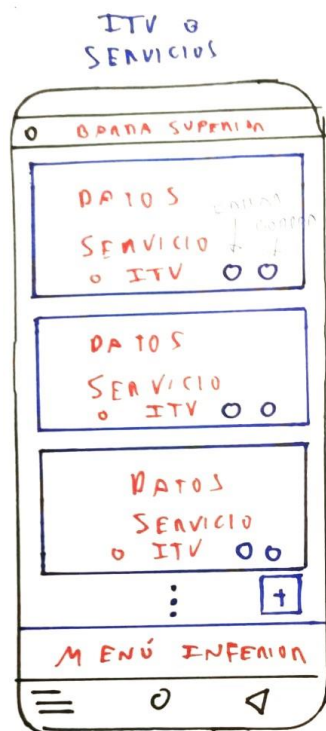 ITV O
SERVICIOS
O BARRA SUPERIOR
DATOS
SERVICIO
O ITV
DATOS
SERVICIO
O ITV
DATOS
SERVICIO
O ITV
+
MENÚ INFERIOR